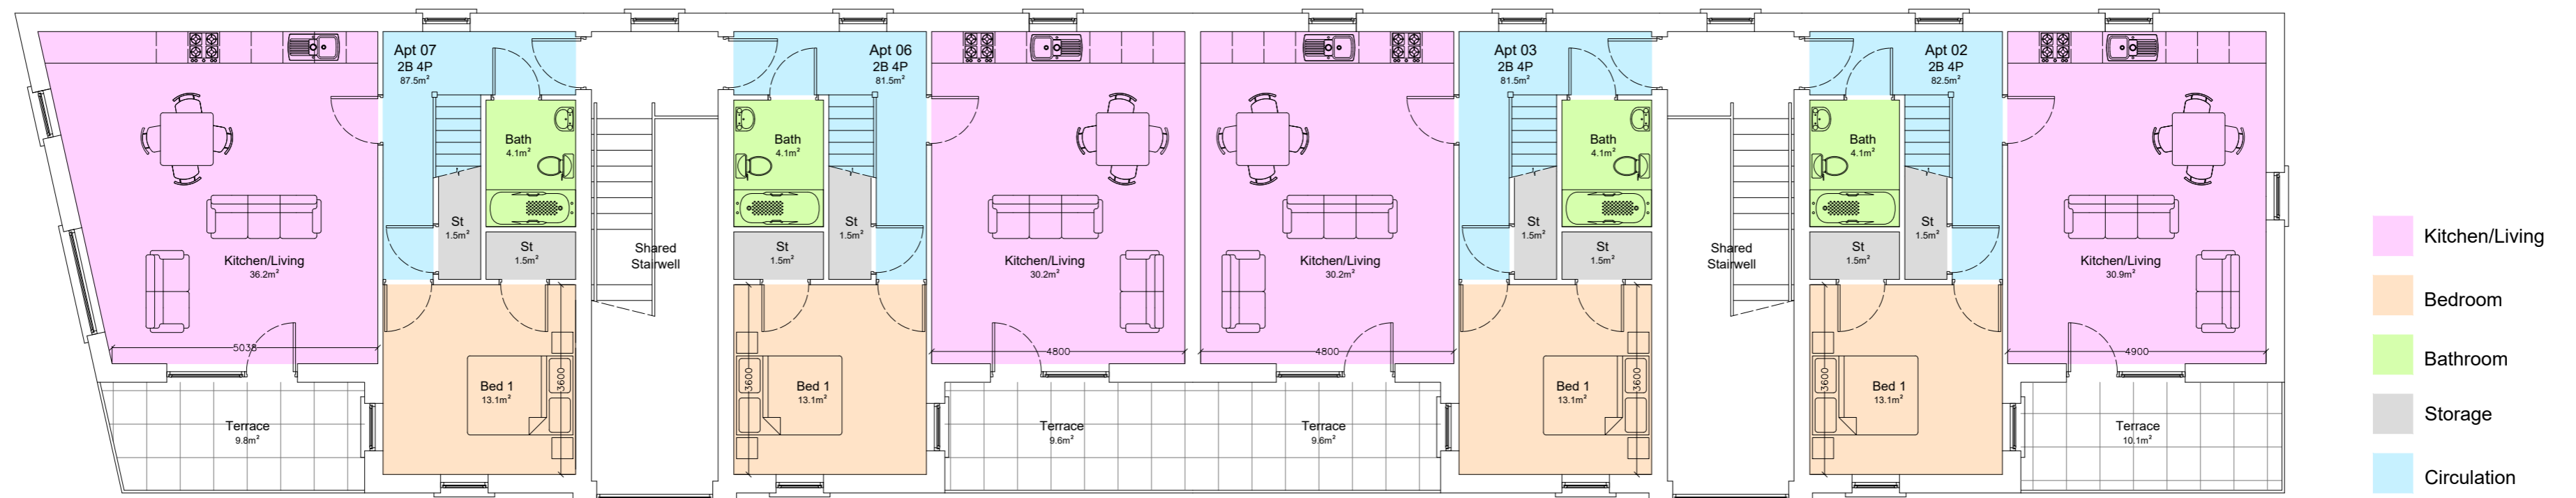 Apt 07
2B 4P
87.5m²
Bath
4.1m²
St
1.5m²
St
1.5m²
Kitchen/Living
36.2m²
5038
Bed 1
13.1m²
3600
Terrace
9.8m²
Shared
Stairwell
Apt 06
2B 4P
81.5m²
Bath
4.1m²
St
1.5m²
St
1.5m²
Kitchen/Living
30.2m²
4800
Bed 1
13.1m²
3600
Terrace
9.6m²
Apt 03
2B 4P
81.5m²
Bath
4.1m²
St
1.5m²
St
1.5m²
Kitchen/Living
30.2m²
4800
Bed 1
13.1m²
3600
Terrace
9.6m²
Shared
Stairwell
Apt 02
2B 4P
82.5m²
Bath
4.1m²
St
1.5m²
St
1.5m²
Kitchen/Living
30.9m²
4900
Bed 1
13.1m²
3600
Terrace
10.1m²
Kitchen/Living
Bedroom
Bathroom
Storage
Circulation